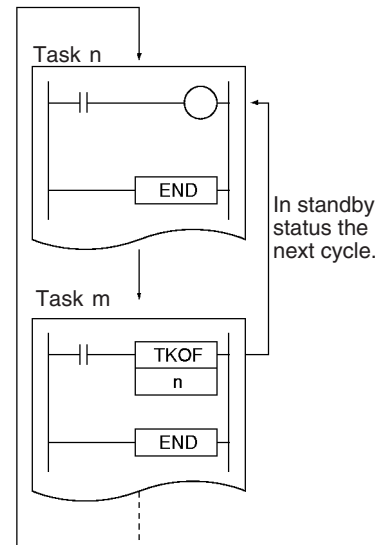 Task n
END
In standby
status the
next cycle.
Task m
TKOF
n
END